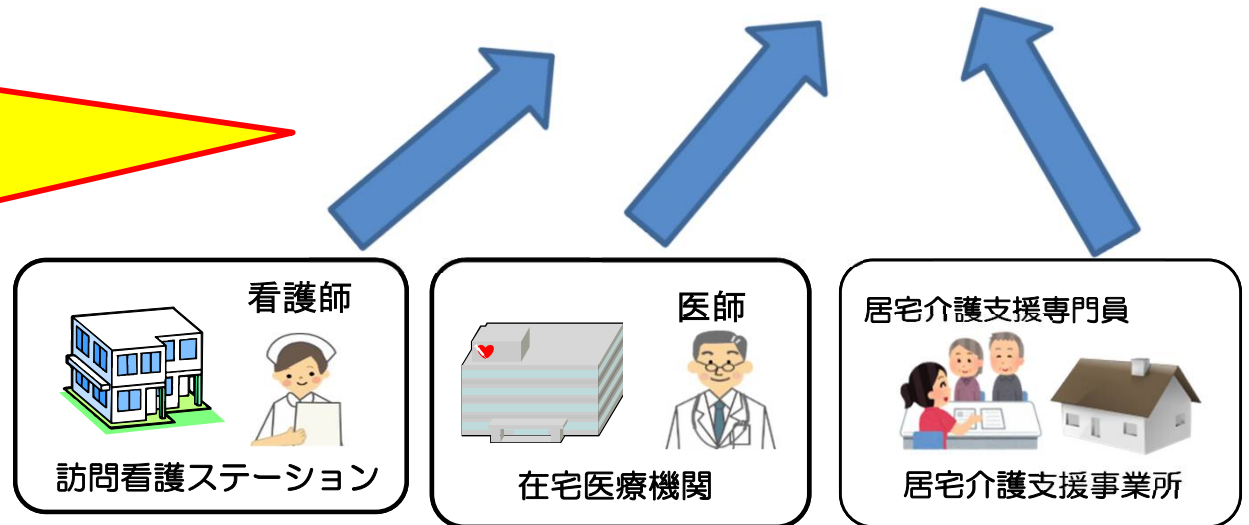 看護師
訪問看護ステーション
医師
在宅医療機関
居宅介護支援専門員
居宅介護支援事業所